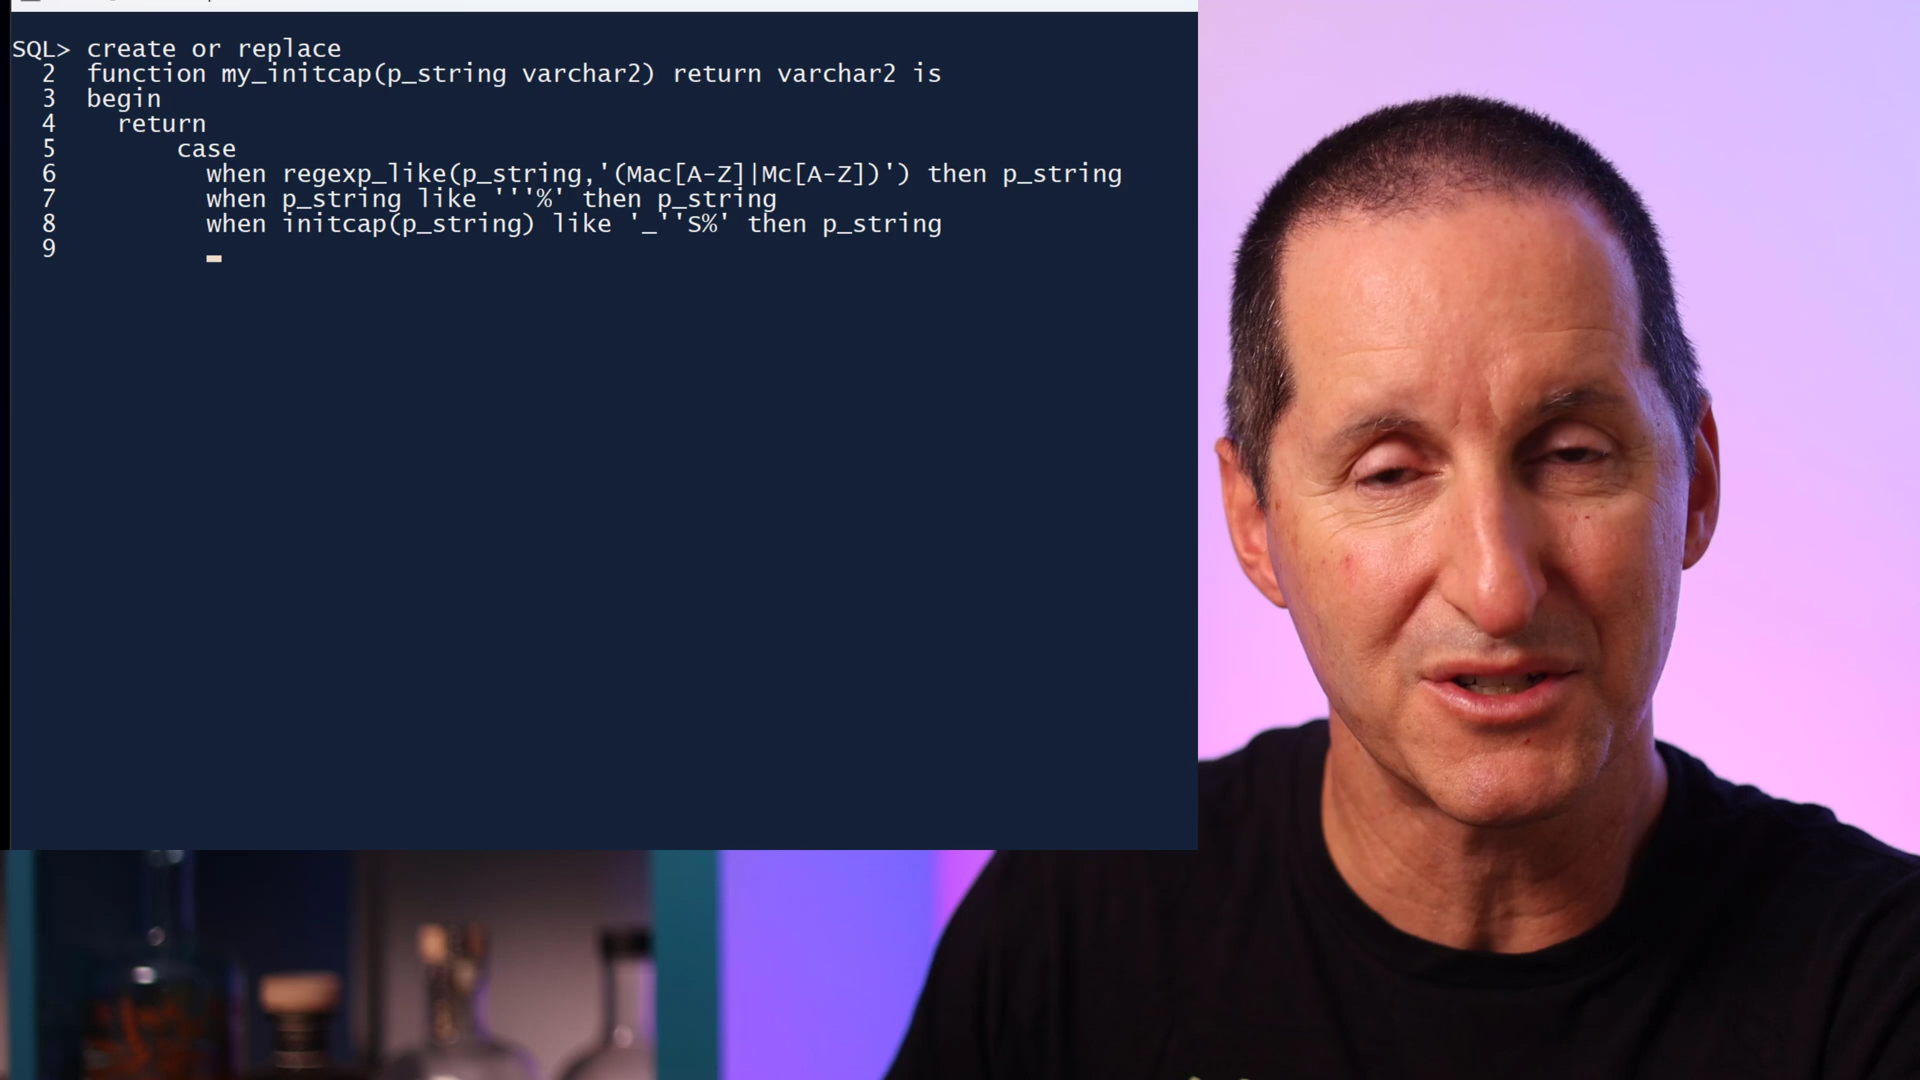 SQL> create or replace
2 function my_initcap(p_string varchar2) return varchar2 is
3 begin
4 return
5 case
6 when regexp_like(p_string,'(Mac[A-Z]|Mc[A-Z])') then p_string
7 when p_string like '''%' then p_string
8 when initcap(p_string) like '_''S%' then p_string
9